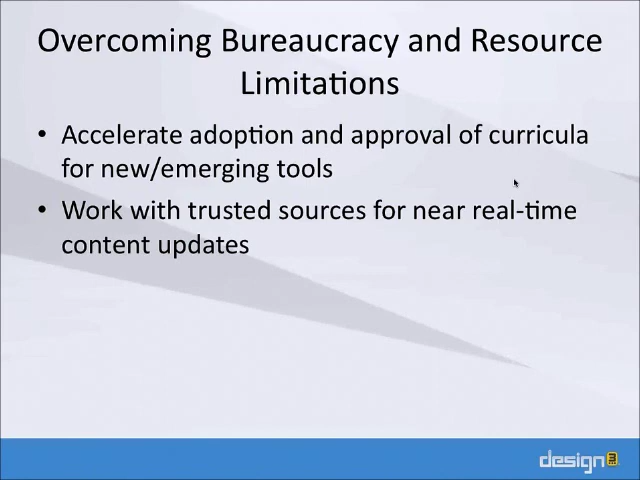 Overcoming Bureaucracy and Resource
Limitations
• Accelerate adoption and approval of curricula
for new/emerging tools
• Work with trusted sources for near real-time
content updates
design3